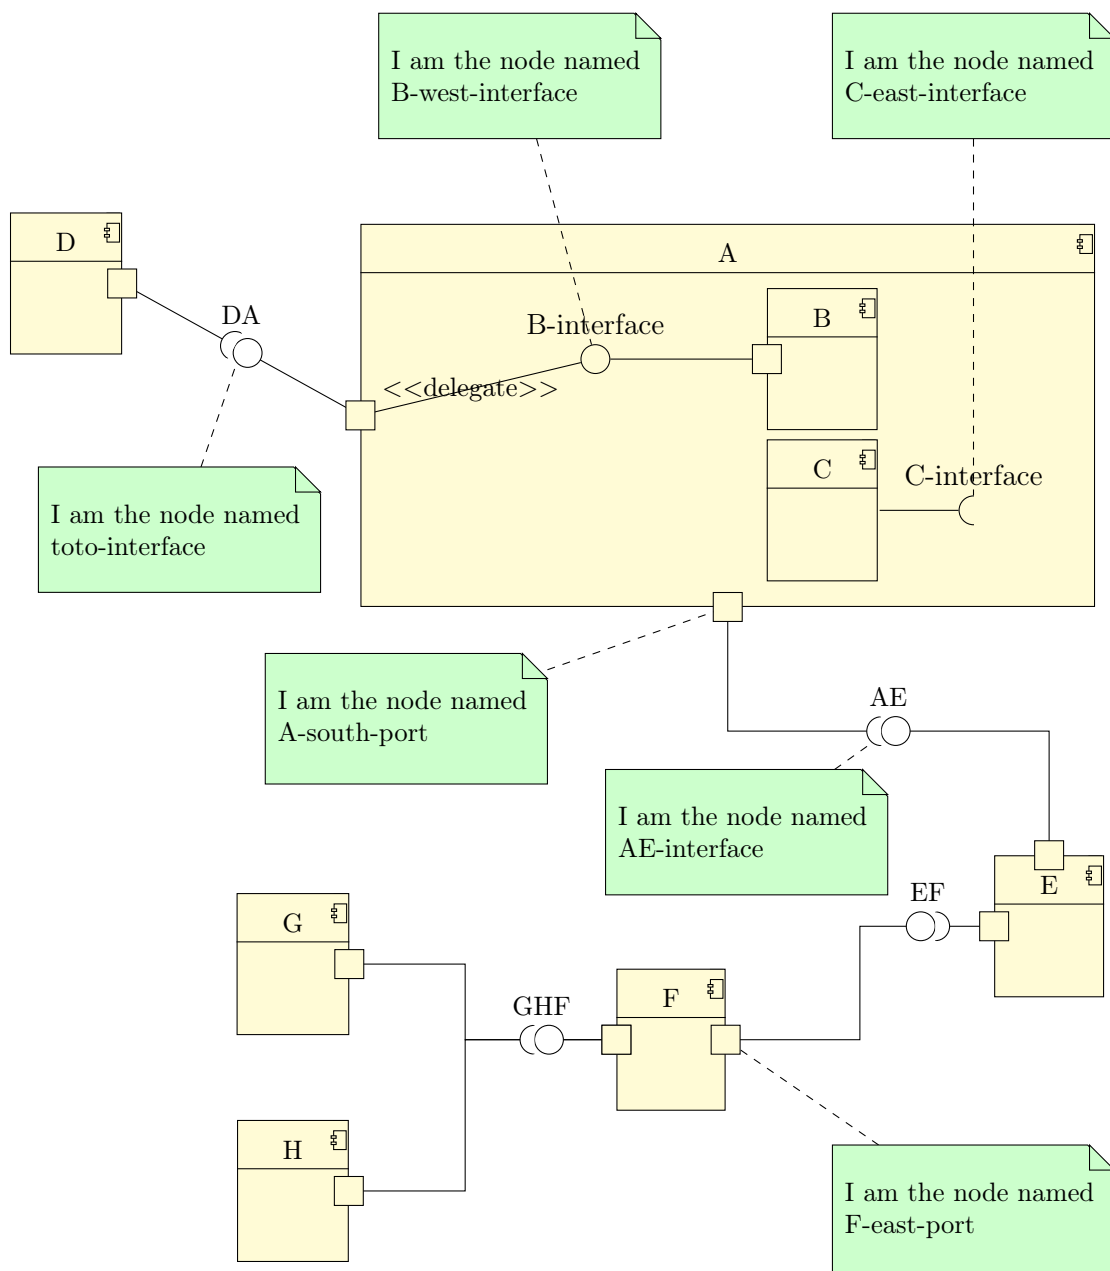 I am the node named
B-west-interface
I am the node named
C-east-interface
D
A
DA
B-interface
B
<<delegate>>
C
C-interface
I am the node named
toto-interface
I am the node named
A-south-port
AE
I am the node named
AE-interface
E
EF
G
F
GHF
H
I am the node named
F-east-port